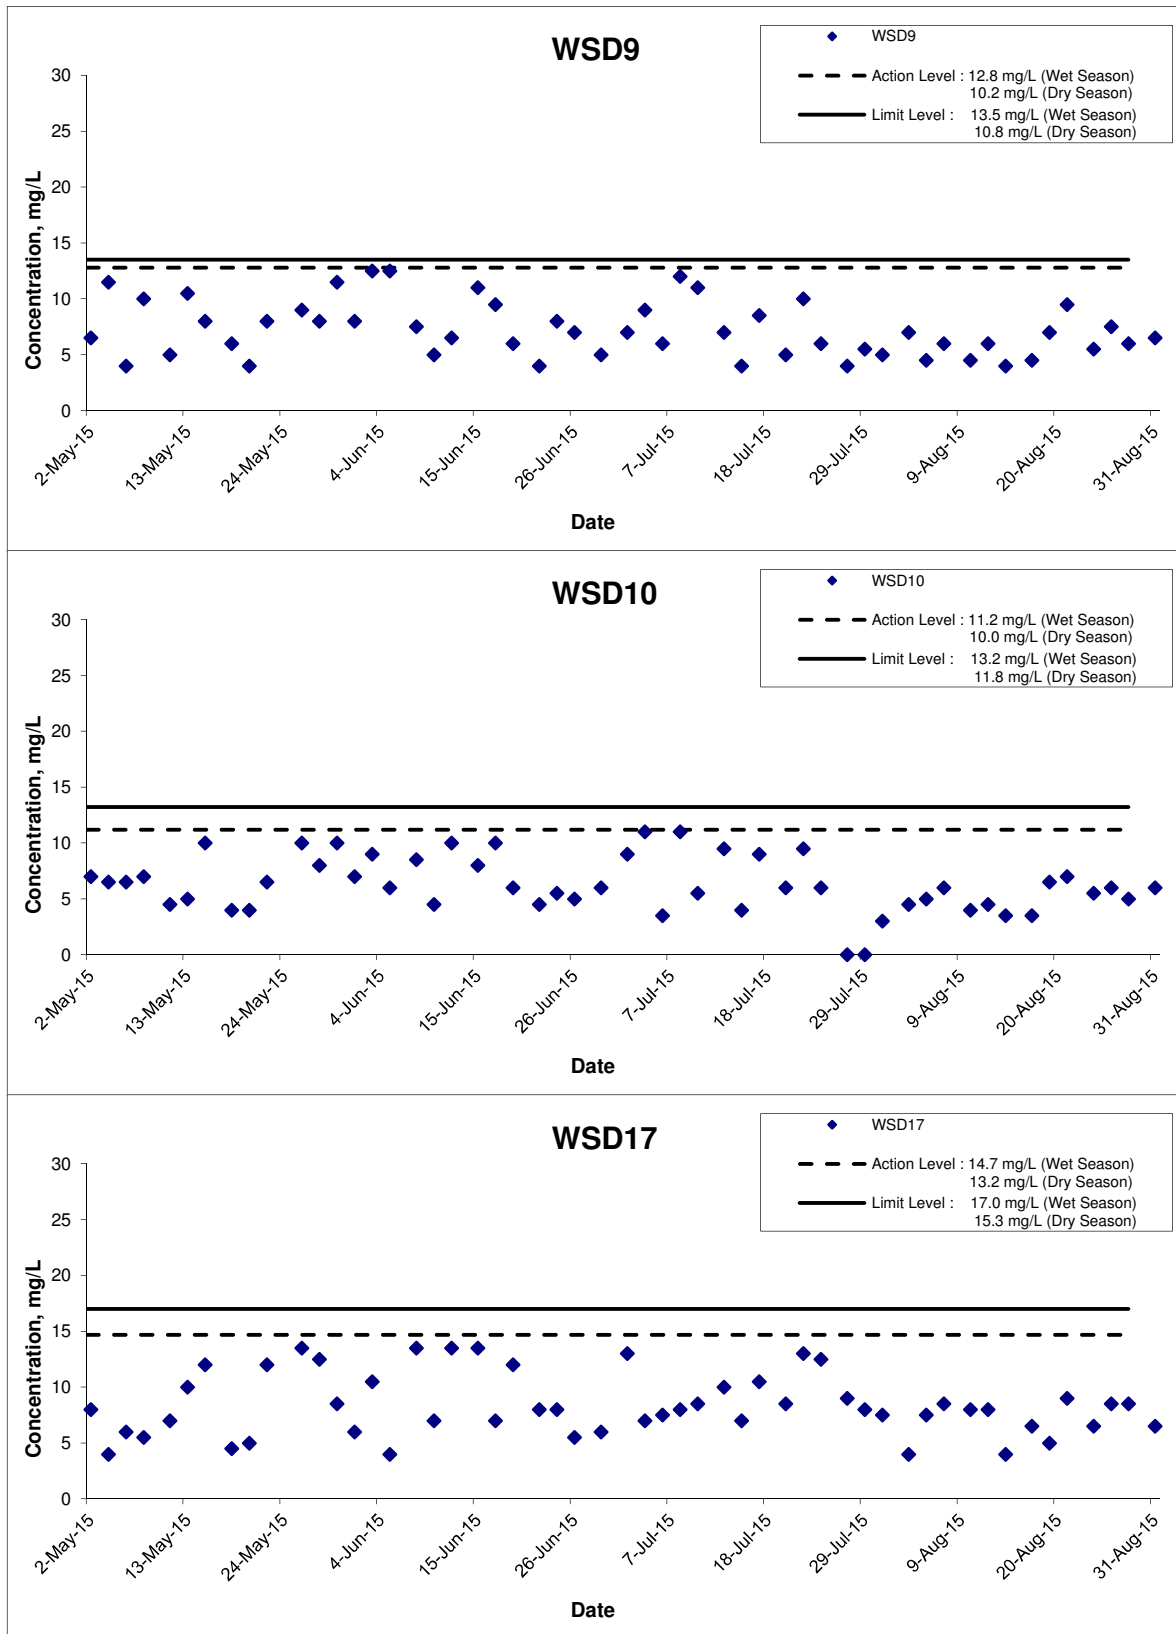 WSD9
WSD9
Action Level : 12.8 mg/L (Wet Season)
10.2 mg/L (Dry Season)
Limit Level : 13.5 mg/L (Wet Season)
10.8 mg/L (Dry Season)
Concentration, mg/L
30
25
20
15
10
5
0
2-May-15
13-May-15
24-May-15
4-Jun-15
15-Jun-15
26-Jun-15
7-Jul-15
18-Jul-15
29-Jul-15
9-Aug-15
20-Aug-15
31-Aug-15
Date
WSD10
WSD10
Action Level : 11.2 mg/L (Wet Season)
10.0 mg/L (Dry Season)
Limit Level : 13.2 mg/L (Wet Season)
11.8 mg/L (Dry Season)
Concentration, mg/L
30
25
20
15
10
5
0
2-May-15
13-May-15
24-May-15
4-Jun-15
15-Jun-15
26-Jun-15
7-Jul-15
18-Jul-15
29-Jul-15
9-Aug-15
20-Aug-15
31-Aug-15
Date
WSD17
WSD17
Action Level : 14.7 mg/L (Wet Season)
13.2 mg/L (Dry Season)
Limit Level : 17.0 mg/L (Wet Season)
15.3 mg/L (Dry Season)
Concentration, mg/L
30
25
20
15
10
5
0
2-May-15
13-May-15
24-May-15
4-Jun-15
15-Jun-15
26-Jun-15
7-Jul-15
18-Jul-15
29-Jul-15
9-Aug-15
20-Aug-15
31-Aug-15
Date